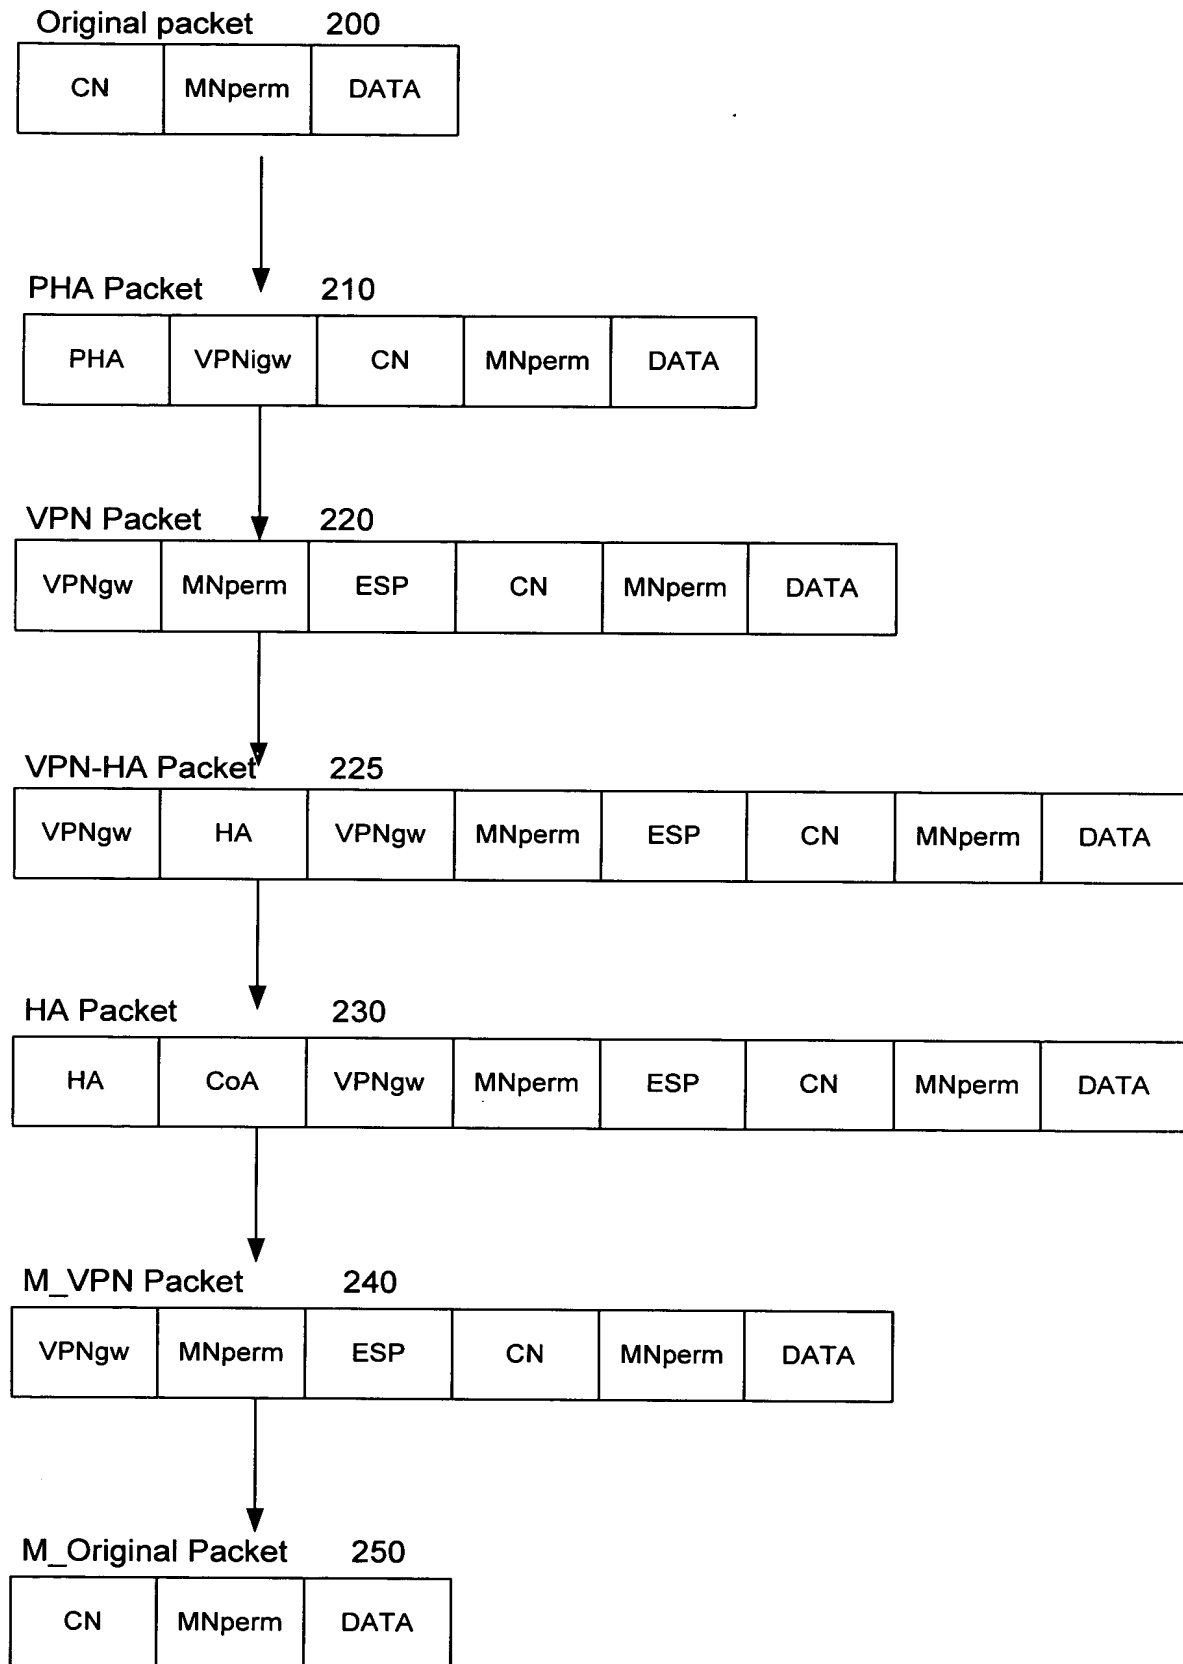 Original packet 200
CN MNperm DATA
PHA Packet 210
PHA VPNigw CN MNperm DATA
VPN Packet 220
VPNgw MNperm ESP CN MNperm DATA
VPN-HA Packet 225
VPNgw HA VPNgw MNperm ESP CN MNperm DATA
HA Packet 230
HA CoA VPNgw MNperm ESP CN MNperm DATA
M_VPN Packet 240
VPNgw MNperm ESP CN MNperm DATA
M_Original Packet 250
CN MNperm DATA